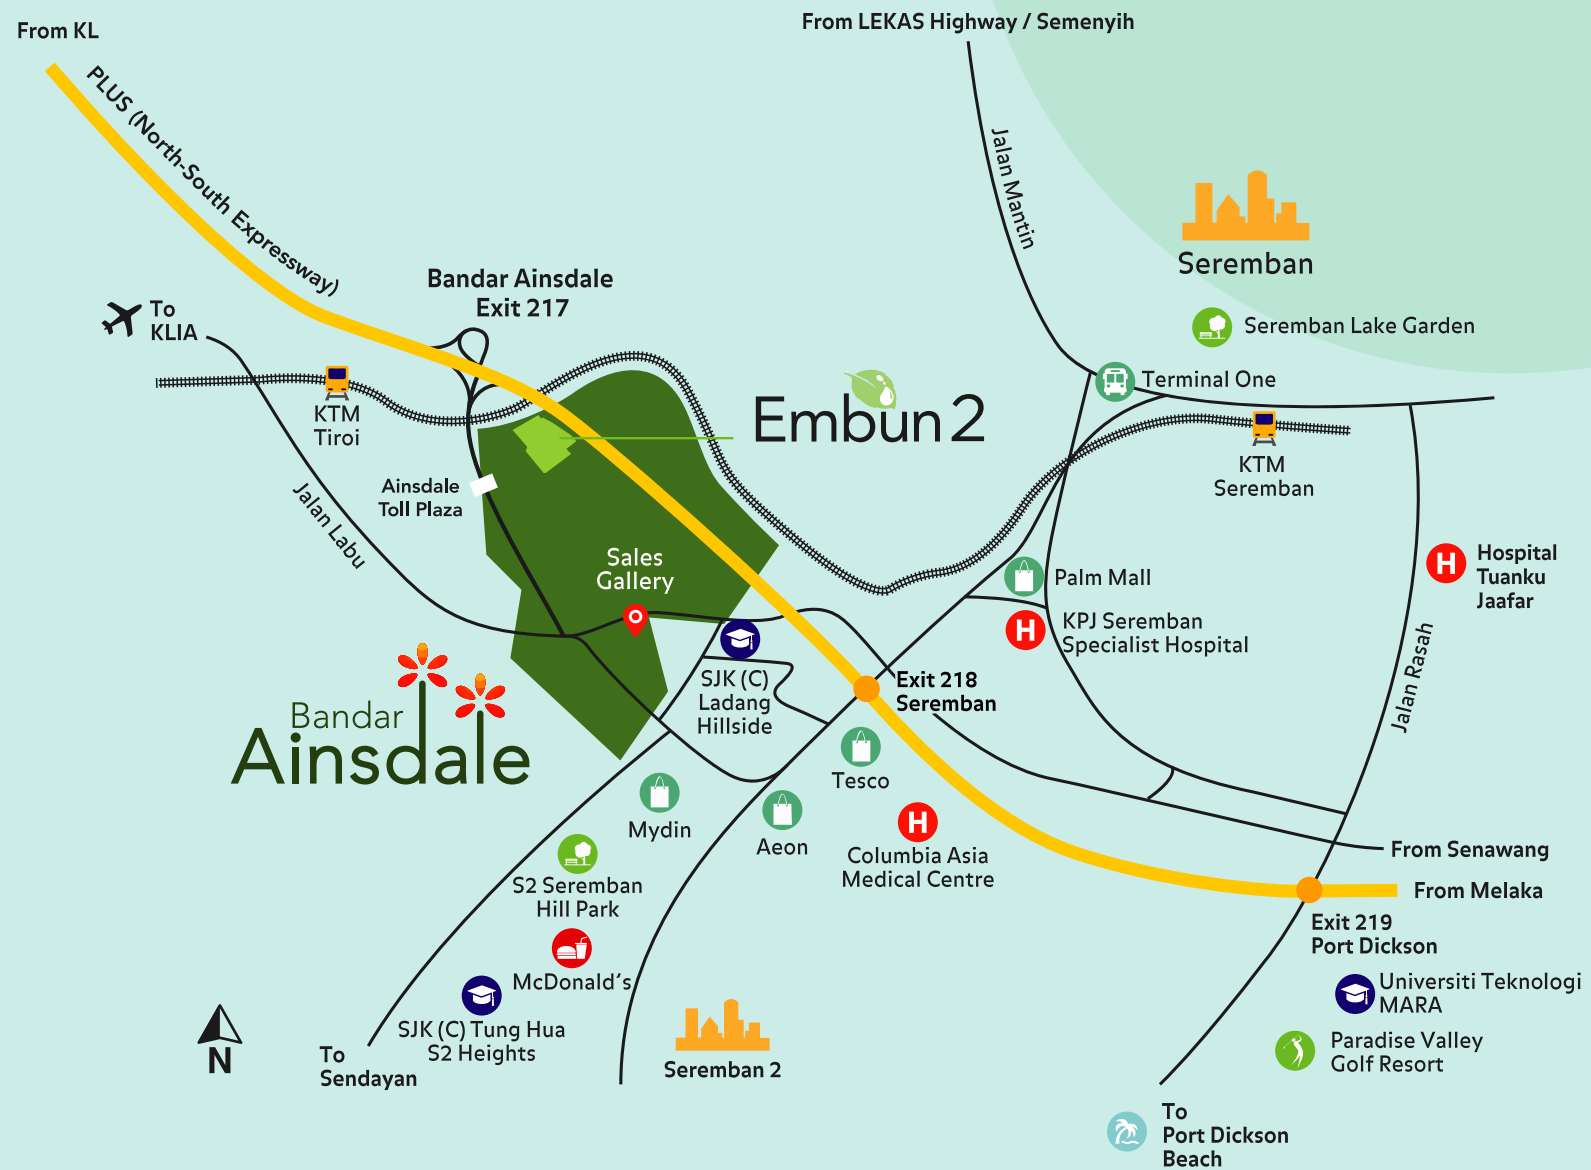 From KL
From LEKAS Highway / Semenyih
PLUS (North-South Expressway)
Jalan Mantin
Seremban
Bandar Ainsdale
Exit 217
To
KLIA
Seremban Lake Garden
Terminal One
KTM
Tiroi
Embun 2
KTM
Seremban
Ainsdale
Toll Plaza
Jalan Labu
Sales
Gallery
Palm Mall
Hospital
Tuanku
Jaafar
KPJ Seremban
Specialist Hospital
Jalan Rasah
SJK (C)
Ladang
Hillside
Exit 218
Seremban
Bandar
Ainsdale
Tesco
Mydin
Aeon
Columbia Asia
Medical Centre
From Senawang
From Melaka
S2 Seremban
Hill Park
Exit 219
Port Dickson
McDonald's
Universiti Teknologi
MARA
SJK (C) Tung Hua
S2 Heights
Paradise Valley
Golf Resort
N
To
Sendayan
Seremban 2
To
Port Dickson
Beach
H
H
H